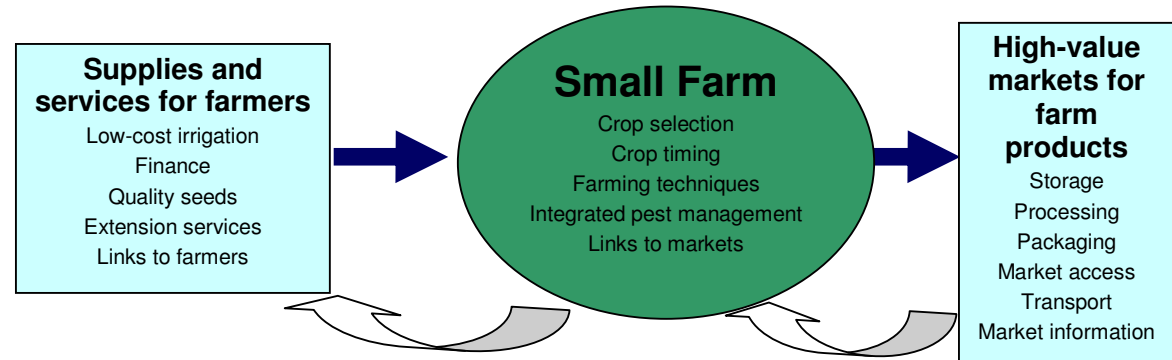 Supplies and
services for farmers
Low-cost irrigation
Finance
Quality seeds
Extension services
Links to farmers
Small Farm
Crop selection
Crop timing
Farming techniques
Integrated pest management
Links to markets
High-value
markets for
farm
products
Storage
Processing
Packaging
Market access
Transport
Market information